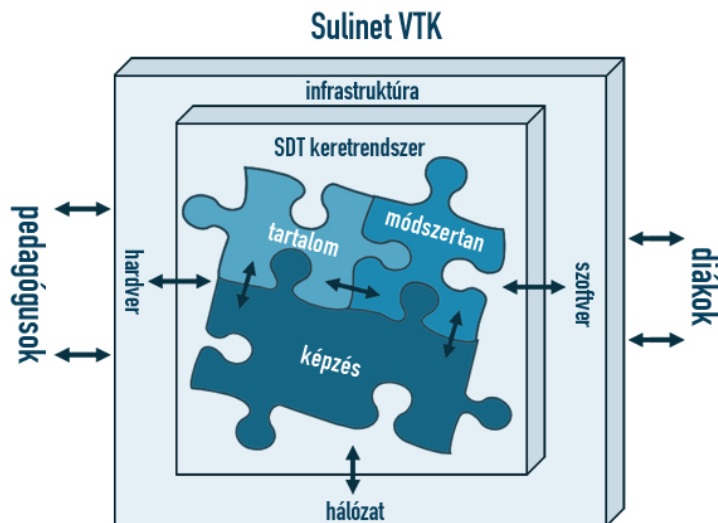 Sulinet VTK
infrastruktúra
SDT keretrendszer
tartalom
módszertan
pedagógusok
hardver
szoftver
diákok
képzés
hálózat